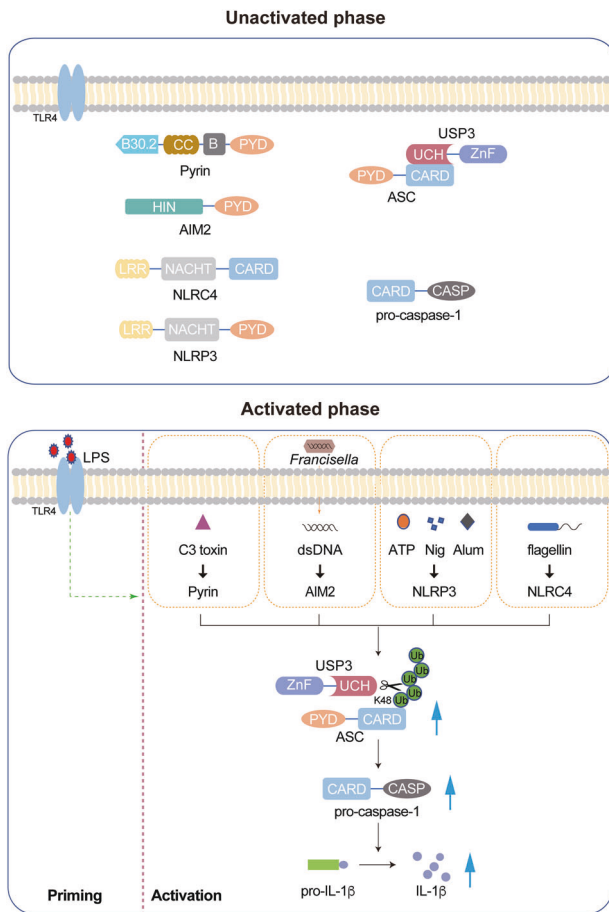 Unactivated phase
TLR4
B30.2 CC B PYD
Pyrin
USP3
UCH ZnF
PYD CARD
ASC
HIN PYD
AIM2
LRR NACHT CARD
NLRC4
CARD CASP
pro-caspase-1
LRR NACHT PYD
NLRP3
Activated phase
LPS
TLR4
Francisella
C3 toxin
dsDNA
ATP Nig Alum
flagellin
Pyrin
AIM2
NLRP3
NLRC4
USP3
ZnF UCH
Ub
Ub
Ub
Ub
Ub
K48
PYD CARD
ASC
CARD CASP
pro-caspase-1
pro-IL-1β IL-1β
Priming Activation